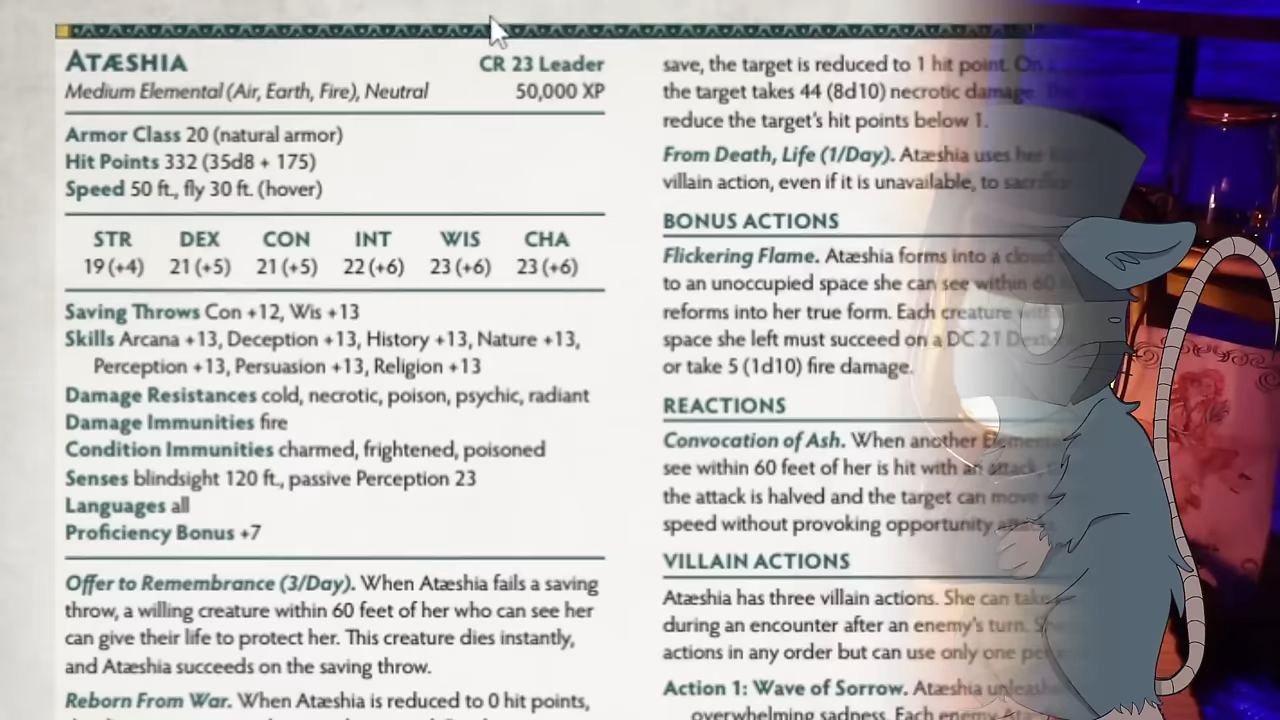 ATÆSHIA
CR 23 Leader
Medium Elemental (Air, Earth, Fire), Neutral
50,000 XP
Armor Class 20 (natural armor)
Hit Points 332 (35d8 + 175)
Speed 50 ft., fly 30 ft. (hover)
STR DEX CON INT WIS CHA
19 (+4) 21 (+5) 21 (+5) 22 (+6) 23 (+6) 23 (+6)
Saving Throws Con +12, Wis +13
Skills Arcana +13, Deception +13, History +13, Nature +13,
Perception +13, Persuasion +13, Religion +13
Damage Resistances cold, necrotic, poison, psychic, radiant
Damage Immunities fire
Condition Immunities charmed, frightened, poisoned
Senses blindsight 120 ft., passive Perception 23
Languages all
Proficiency Bonus +7
Offer to Remembrance (3/Day). When Atæshia fails a saving
throw, a willing creature within 60 feet of her who can see her
can give their life to protect her. This creature dies instantly,
and Atæshia succeeds on the saving throw.
Reborn From War. When Atæshia is reduced to 0 hit points,
save, the target is reduced to 1 hit point. On
the target takes 44 (8d10) necrotic damage.
reduce the target's hit points below 1.
From Death, Life (1/Day). Atæshia uses her
villain action, even if it is unavailable, to sacrifice
BONUS ACTIONS
Flickering Flame. Atæshia forms into a cloud
to an unoccupied space she can see within 60
reforms into her true form. Each creature
space she left must succeed on a DC 21
or take 5 (1d10) fire damage.
REACTIONS
Convocation of Ash. When another Elemental
see within 60 feet of her is hit with an attack,
the attack is halved and the target can move
speed without provoking opportunity
VILLAIN ACTIONS
Atæshia has three villain actions. She can take
during an encounter after an enemy's turn.
actions in any order but can use only one
Action 1: Wave of Sorrow. Atæshia
overwhelming sadness. Each enemy